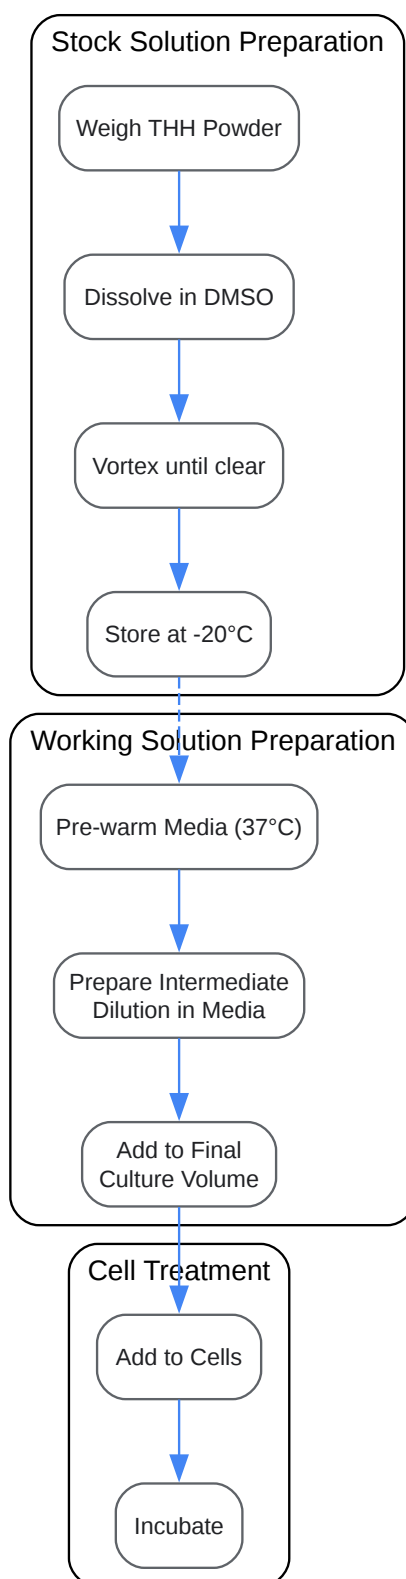 Stock Solution Preparation
Weigh THH Powder
Dissolve in DMSO
Vortex until clear
Store at -20°C
Working Solution Preparation
Pre-warm Media (37°C)
Prepare Intermediate
Dilution in Media
Add to Final
Culture Volume
Cell Treatment
Add to Cells
Incubate